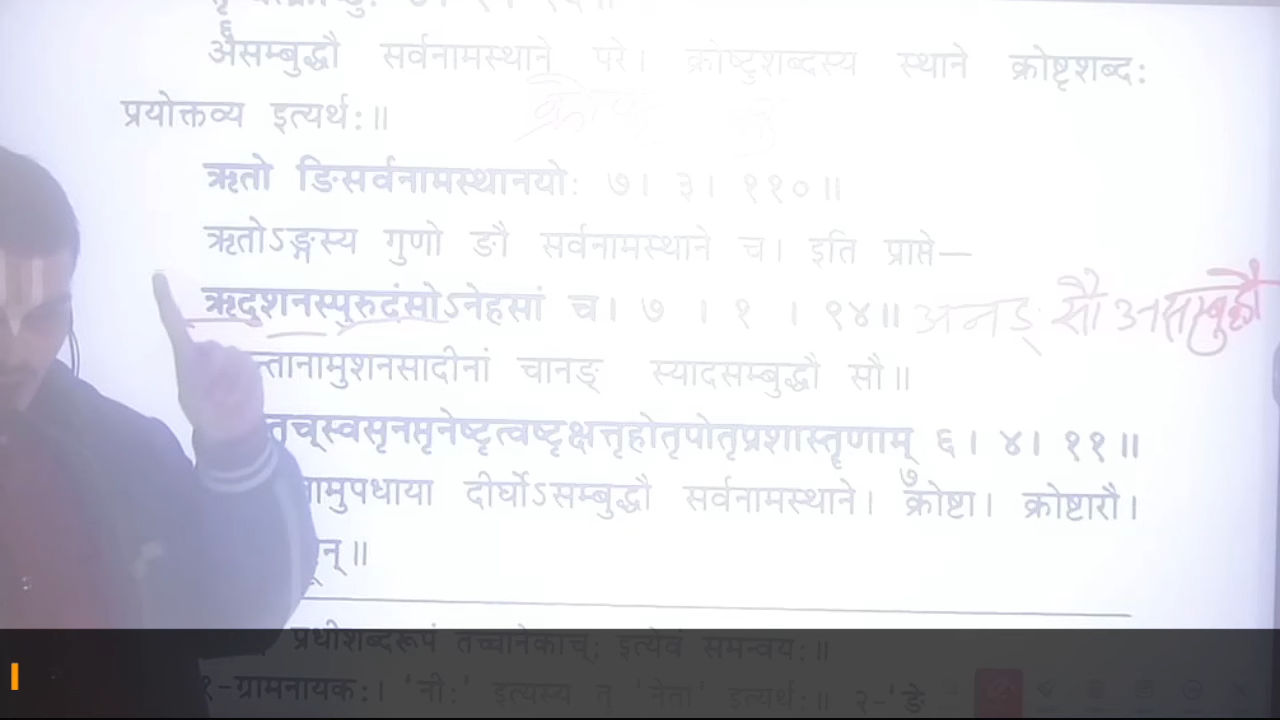 असम्बुद्धौ सर्वनामस्थाने परे। क्रोष्टुशब्दस्य स्थाने क्रोष्टृशब्द:
प्रयोक्तव्य इत्यर्थ:॥
ऋतो ङिसर्वनामस्थानयो: ७। ३। ११०॥
ऋतोऽङ्गस्य गुणो ङौ सर्वनामस्थाने च। इति प्राप्ते—
ऋदुशनस्पुरुदंसोऽनेहसां च। ७ । १ । ९४॥ अनङ् सौ असम्बुद्धौ
न्तानामुशनसादीनां चानङ् स्यादसम्बुद्धौ सौ॥
तृच्स्वसृनप्तृनेष्टृत्वष्टृक्षत्तृहोतृपोतृप्रशास्तॄणाम् ६। ४। ११॥
ामुपधाया दीर्घोऽसम्बुद्धौ सर्वनामस्थाने। क्रोष्टा। क्रोष्टारौ।
न्॥
प्रधीशब्दरूपं तच्चानेकाच्; इत्येवं समन्वय:॥
१-ग्रामनायक:। 'नी:' इत्यस्य तु 'नेता' इत्यर्थ:॥ २-'ङे